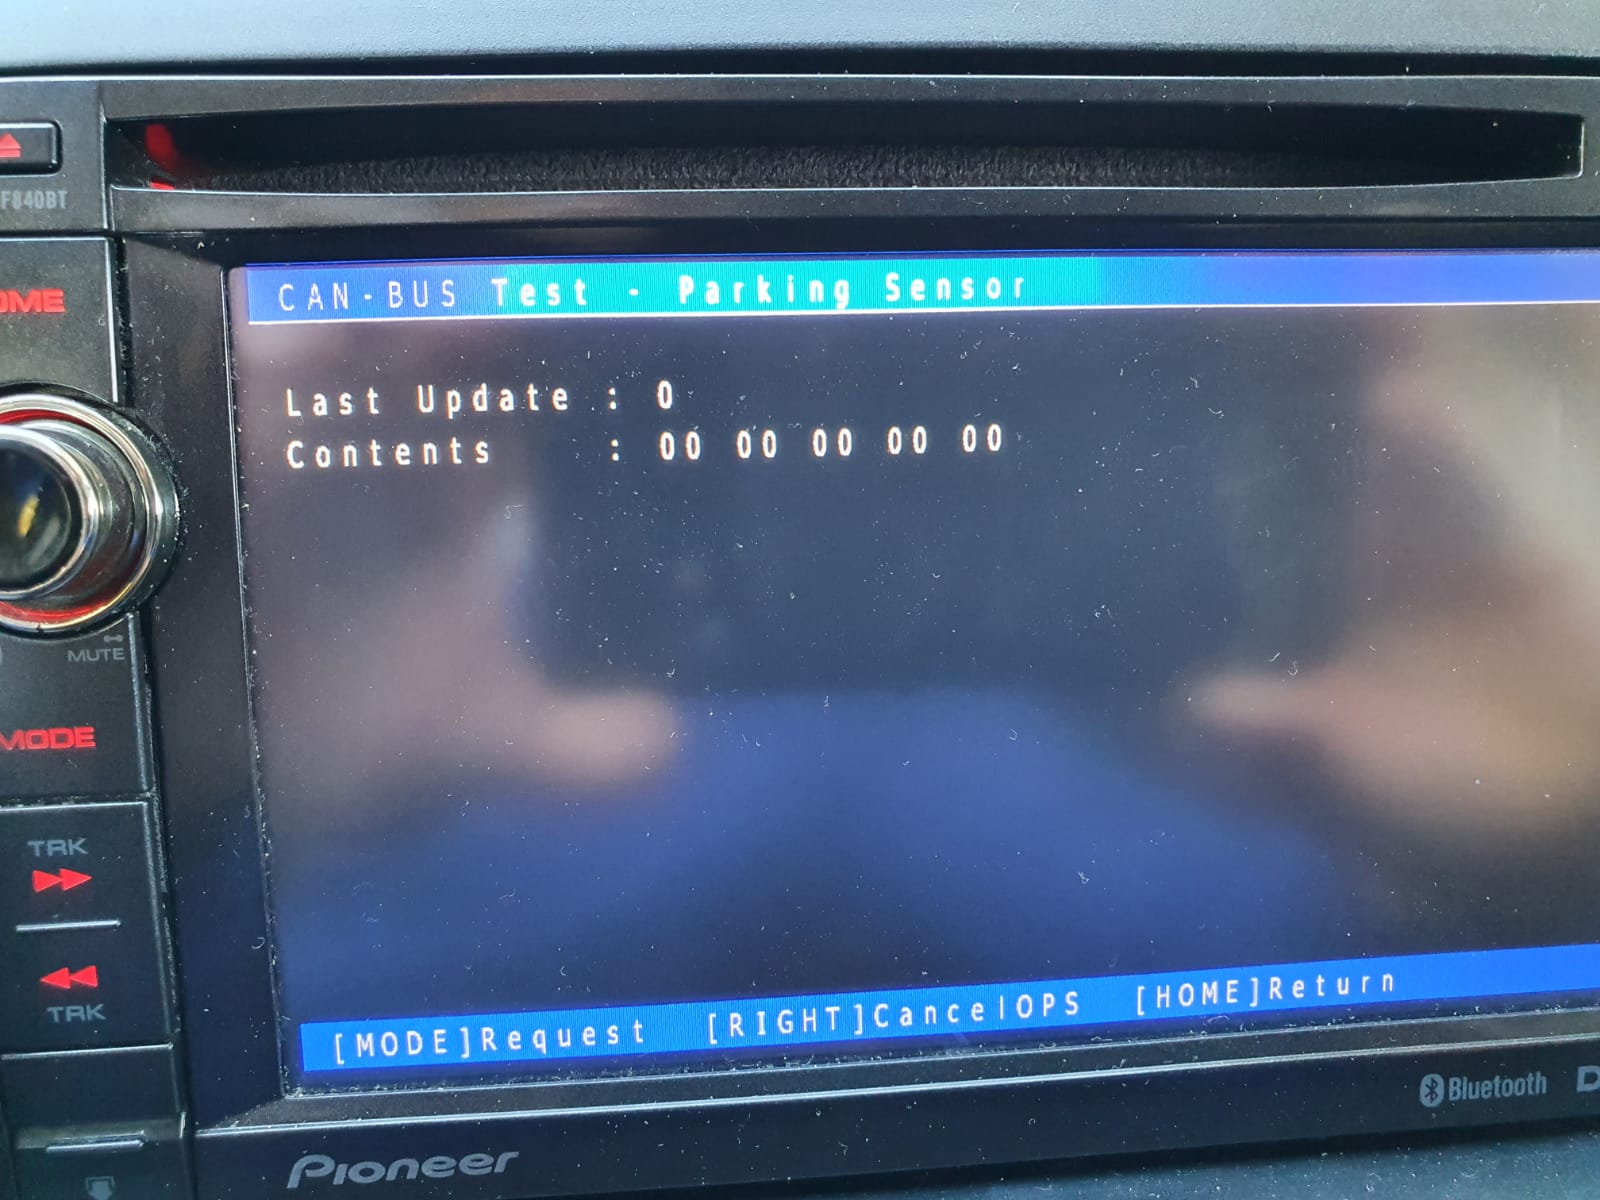 F840BT
CAN-BUS Test - Parking Sensor
OME
Last Update : 0
Contents : 00 00 00 00 00
MUTE
MODE
TRK
TRK
[MODE]Request [RIGHT]CancelOPS [HOME]Return
Bluetooth
Pioneer